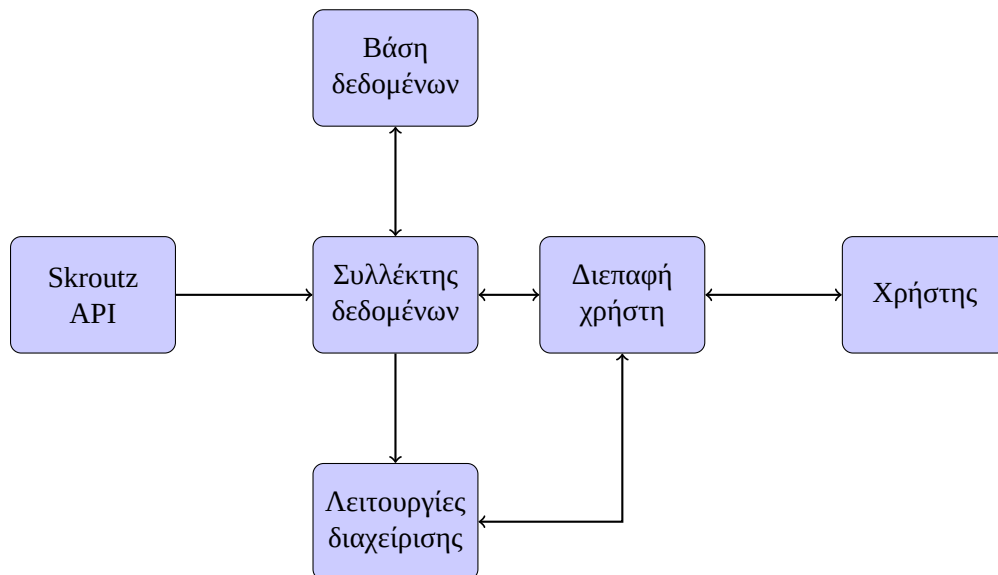 Βάση
δεδομένων
Skroutz
API
Συλλέκτης
δεδομένων
Διεπαφή
χρήστη
Χρήστης
Λειτουργίες
διαχείρισης